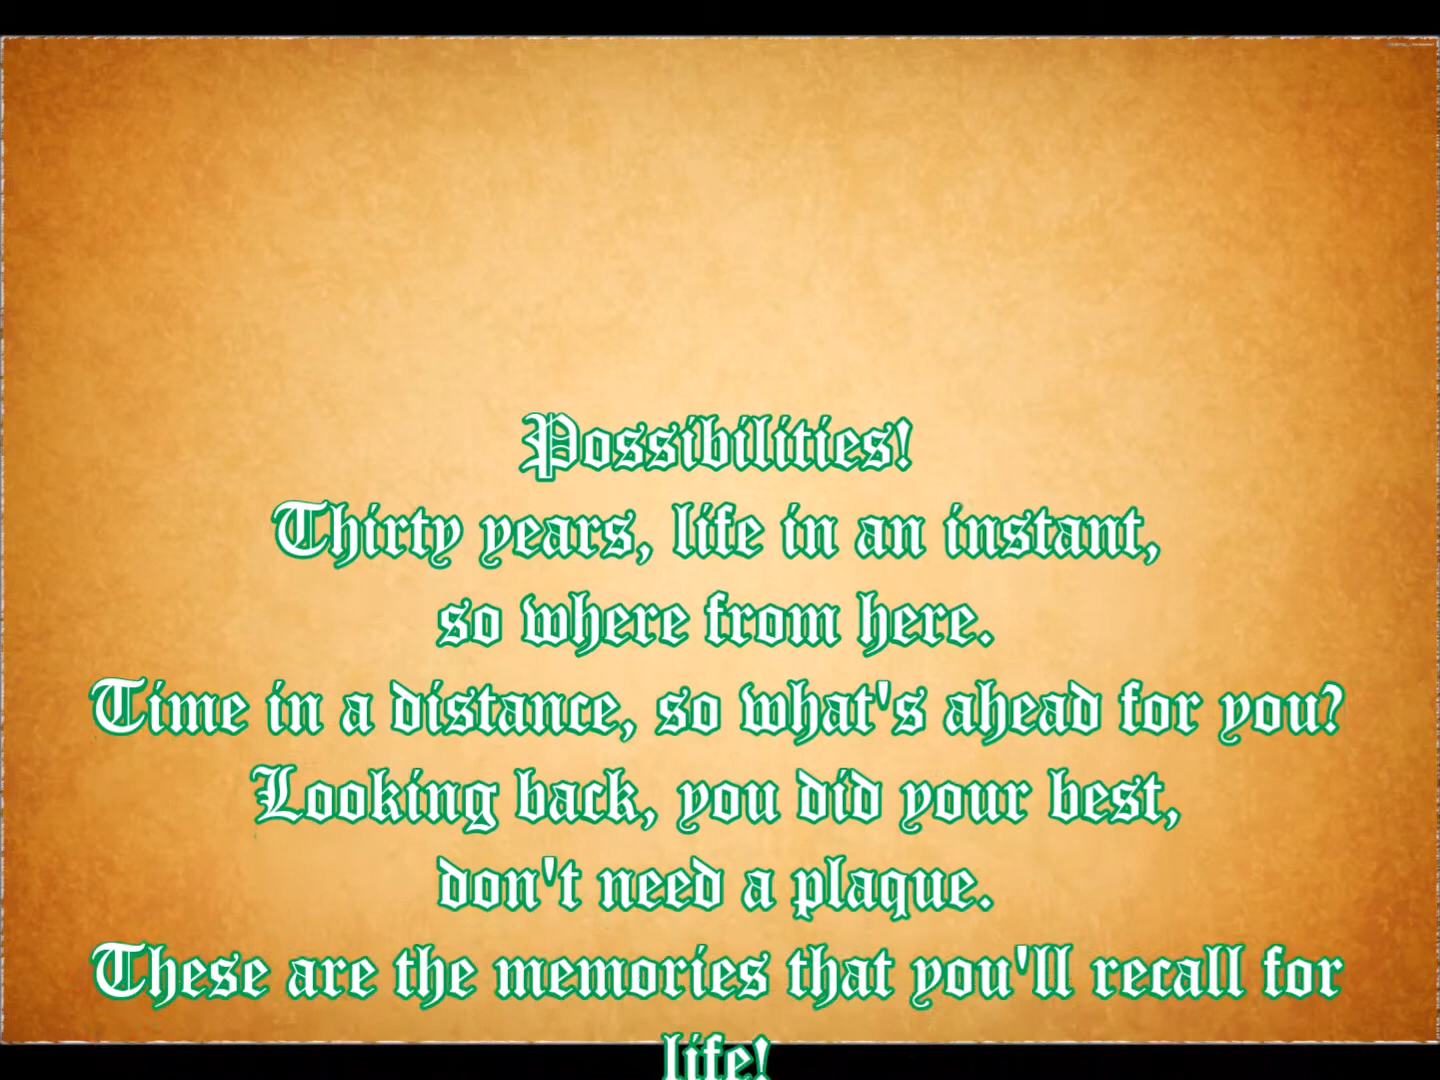 Possibilities!
Thirty years, life in an instant,
so where from here.
Time in a distance, so what's ahead for you?
Looking back, you did your best,
don't need a plaque.
These are the memories that you'll recall for
life!